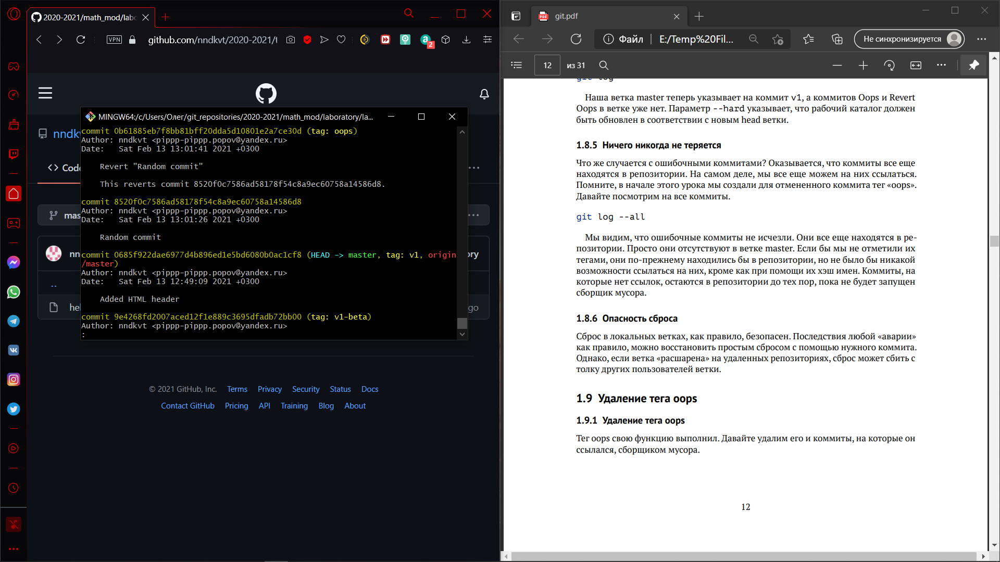 2020-2021/math_mod/labo
VPN
github.com/nndkvt/2020-2021/t
2
nndk
Code
mas
nn
ory
..
hel
go
MINGW64:/c/Users/Олег/git_repositories/2020-2021/math_mod/laboratory/la...
commit 0b61885eb7f8bb81bff20dda5d10801e2a7ce30d (tag: oops)
Author: nndkvt <pippp-pippp.popov@yandex.ru>
Date:   Sat Feb 13 13:01:41 2021 +0300
Revert "Random commit"
This reverts commit 8520f0c7586ad58178f54c8a9ec60758a14586d8.
commit 8520f0c7586ad58178f54c8a9ec60758a14586d8
Author: nndkvt <pippp-pippp.popov@yandex.ru>
Date:   Sat Feb 13 13:01:26 2021 +0300
Random commit
commit 0685f922dae6977d4b896ed1e5bd6080b0ac1cf8 (HEAD -> master, tag: v1, origin
/master)
Author: nndkvt <pippp-pippp.popov@yandex.ru>
Date:   Sat Feb 13 12:49:09 2021 +0300
Added HTML header
commit 9e4268fd2007aced12f1e889c3695dfadb72bb00 (tag: v1-beta)
Author: nndkvt <pippp-pippp.popov@yandex.ru>
:
© 2021 GitHub, Inc. Terms Privacy Security Status Docs
Contact GitHub Pricing API Training Blog About
git.pdf
Файл E:/Temp%20Fil...
Не синхронизируется
12 из 31
git log
Наша ветка master теперь указывает на коммит v1, а коммитов Oops и Revert
Oops в ветке уже нет. Параметр --hard указывает, что рабочий каталог должен
быть обновлен в соответствии с новым head ветки.
1.8.5 Ничего никогда не теряется
Что же случается с ошибочными коммитами? Оказывается, что коммиты все еще
находятся в репозитории. На самом деле, мы все еще можем на них ссылаться.
Помните, в начале этого урока мы создали для отмененного коммита тег «oops».
Давайте посмотрим на все коммиты.
git log --all
Мы видим, что ошибочные коммиты не исчезли. Они все еще находятся в ре-
позитории. Просто они отсутствуют в ветке master. Если бы мы не отметили их
тегами, они по-прежнему находились бы в репозитории, но не было бы никакой
возможности ссылаться на них, кроме как при помощи их хэш имен. Коммиты, на
которые нет ссылок, остаются в репозитории до тех пор, пока не будет запущен
сборщик мусора.
1.8.6 Опасность сброса
Сброс в локальных ветках, как правило, безопасен. Последствия любой «аварии»
как правило, можно восстановить простым сбросом с помощью нужного коммита.
Однако, если ветка «расшарена» на удаленных репозиториях, сброс может сбить с
толку других пользователей ветки.
1.9 Удаление тега oops
1.9.1 Удаление тега oops
Тег oops свою функцию выполнил. Давайте удалим его и коммиты, на которые он
ссылался, сборщиком мусора.
12